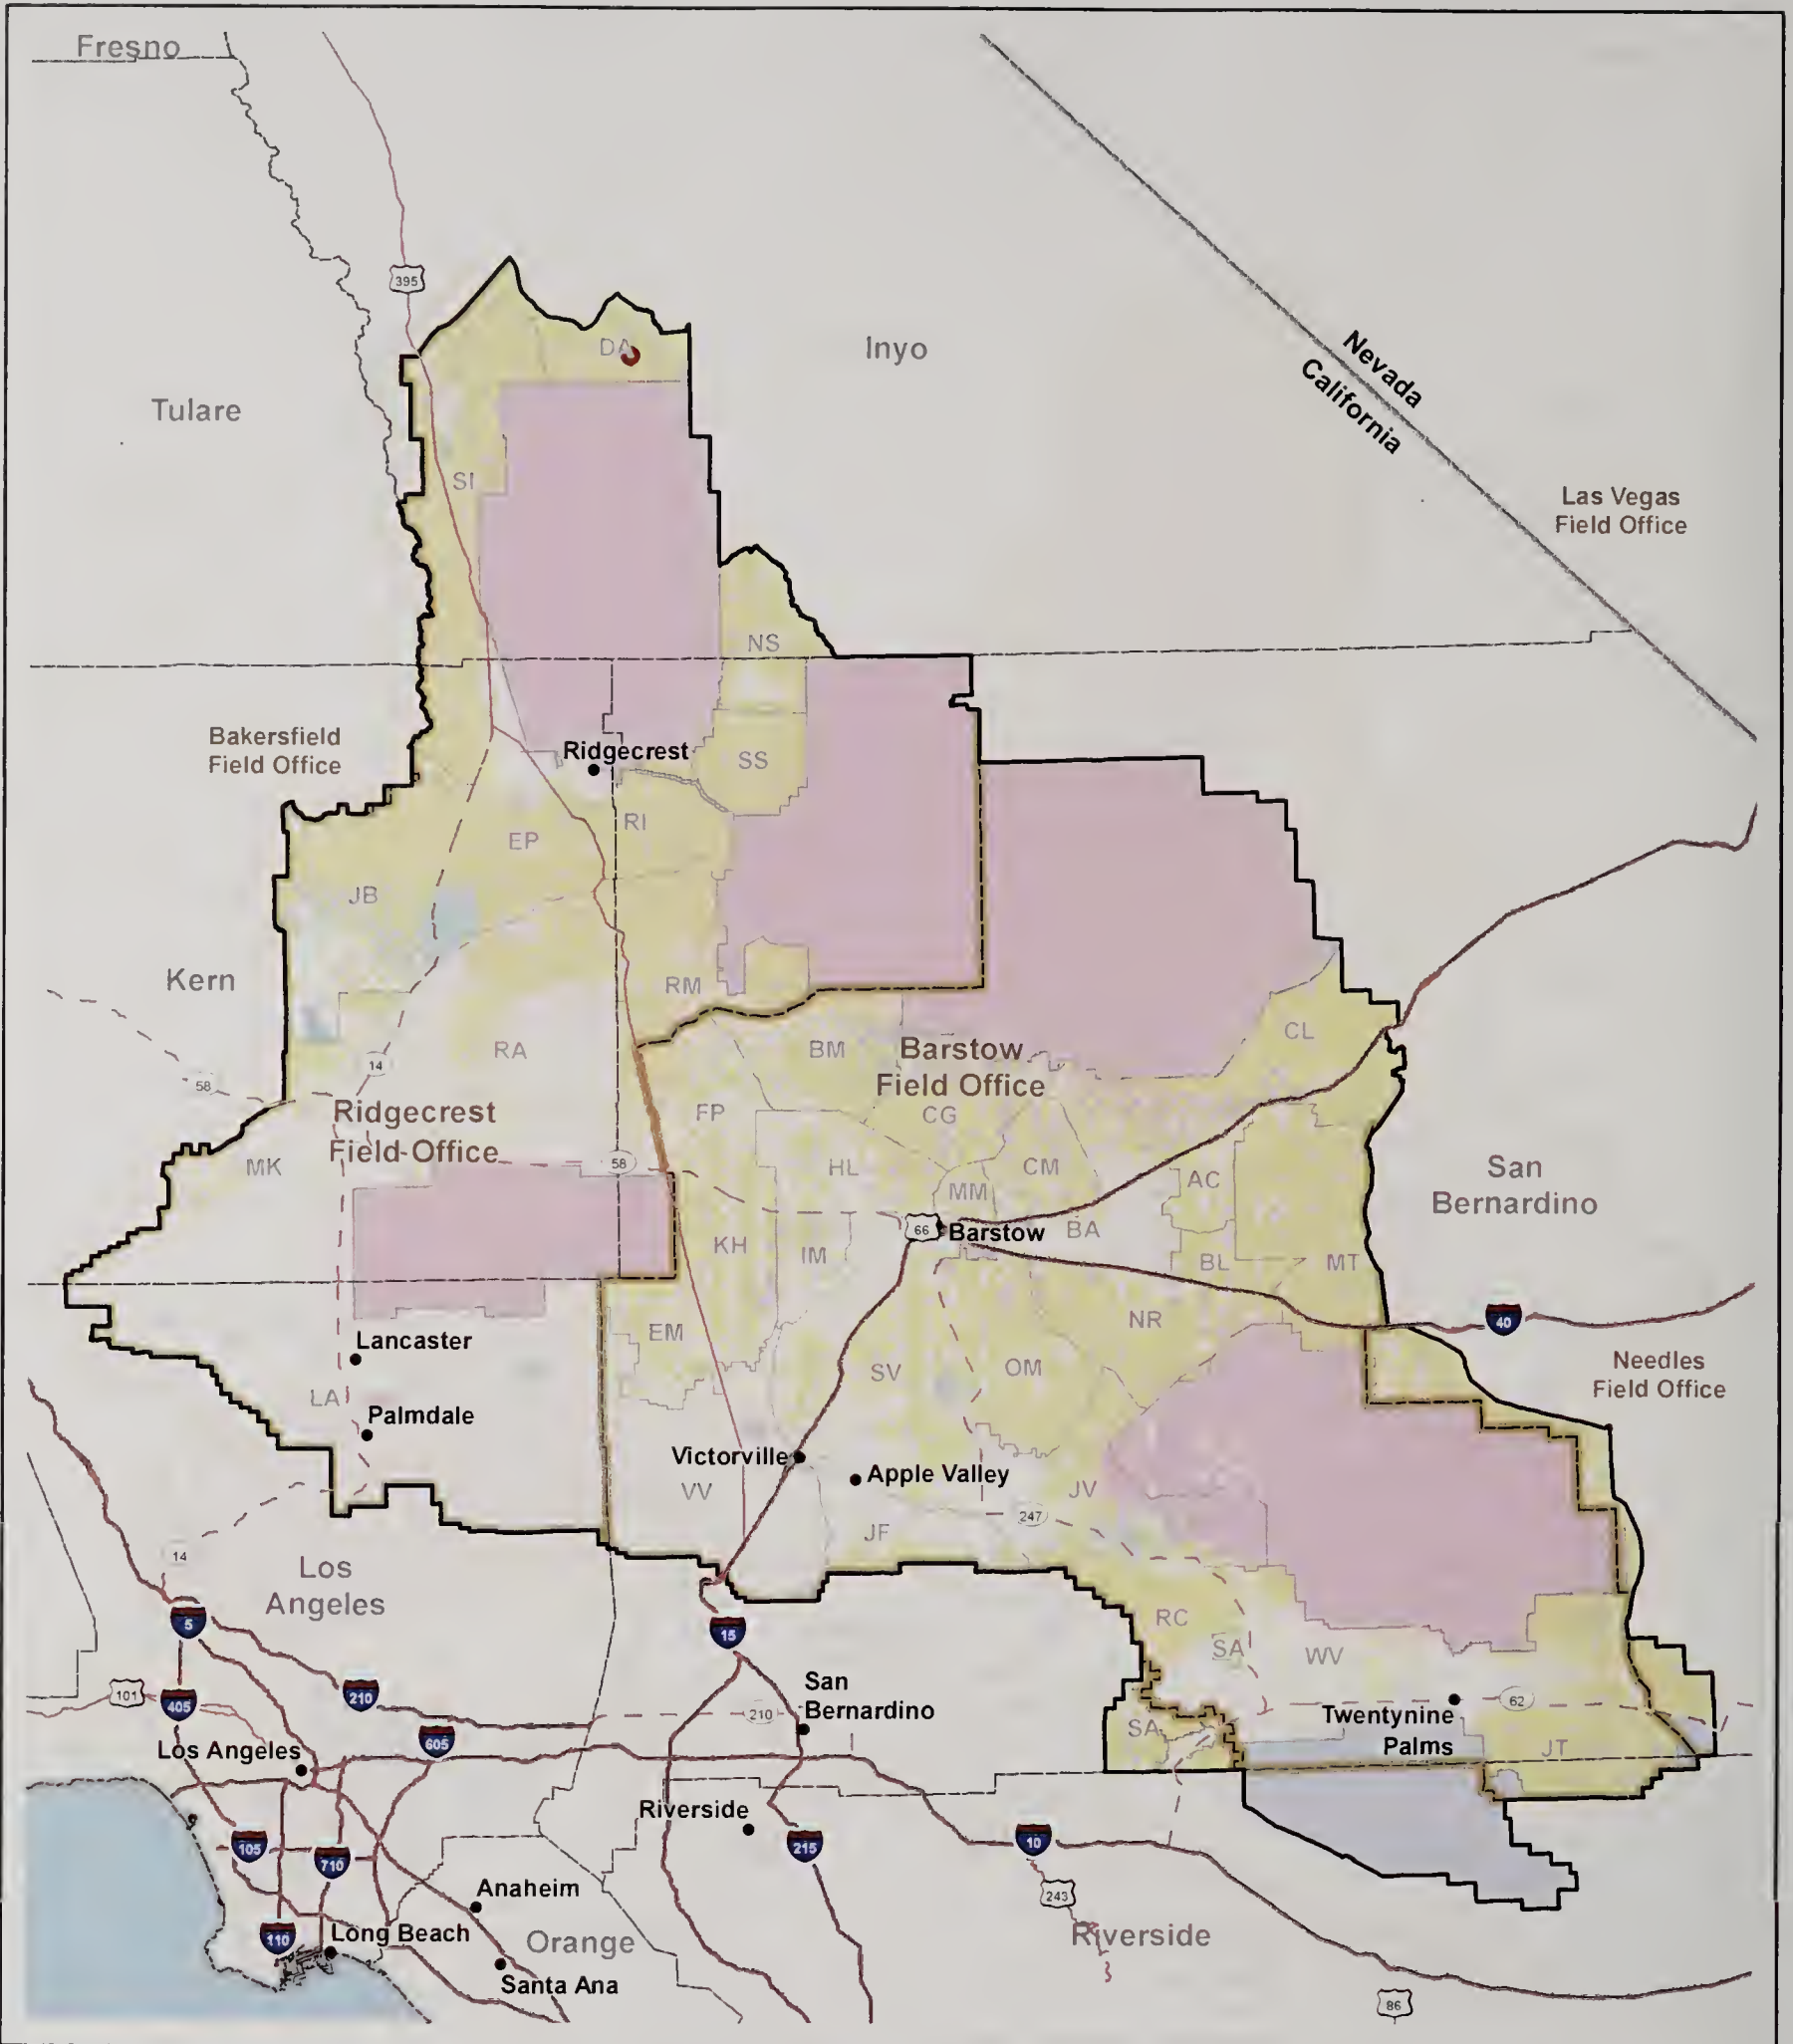 Fresno
395
Inyo
DA
Nevada
California
Tulare
SI
Las Vegas
Field Office
NS
Bakersfield
Field Office
Ridgecrest
SS
RI
EP
JB
Kern
RM
CL
RA
BM
Barstow
Field Office
14
58
FP
CG
Ridgecrest
Field Office
MK
58
HL
CM
MM
AC
San
Bernardino
66
Barstow
BA
KH
IM
BL
MT
40
NR
EM
Lancaster
SV
OM
Needles
Field Office
LA
Palmdale
Victorville
Apple Valley
VV
JV
247
JF
14
Los
Angeles
5
15
RC
SA
WV
101
405
210
San
Bernardino
210
Twentynine
Palms
62
SA
605
Los Angeles
JT
Riverside
105
710
215
10
Anaheim
243
110
Long Beach
Orange
Riverside
Santa Ana
86